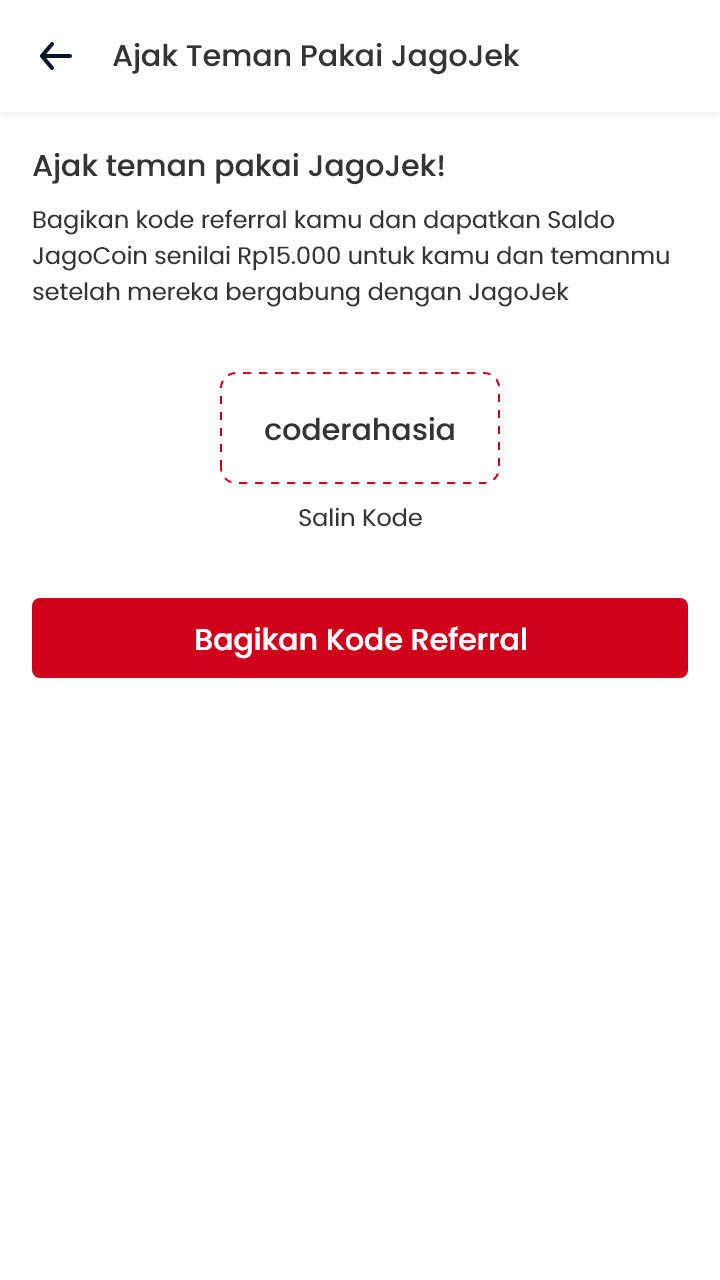 Ajak Teman Pakai JagoJek
Ajak teman pakai JagoJek!
Bagikan kode referral kamu dan dapatkan Saldo
JagoCoin senilai Rp15.000 untuk kamu dan temanmu
setelah mereka bergabung dengan JagoJek
coderahasia
Salin Kode
Bagikan Kode Referral